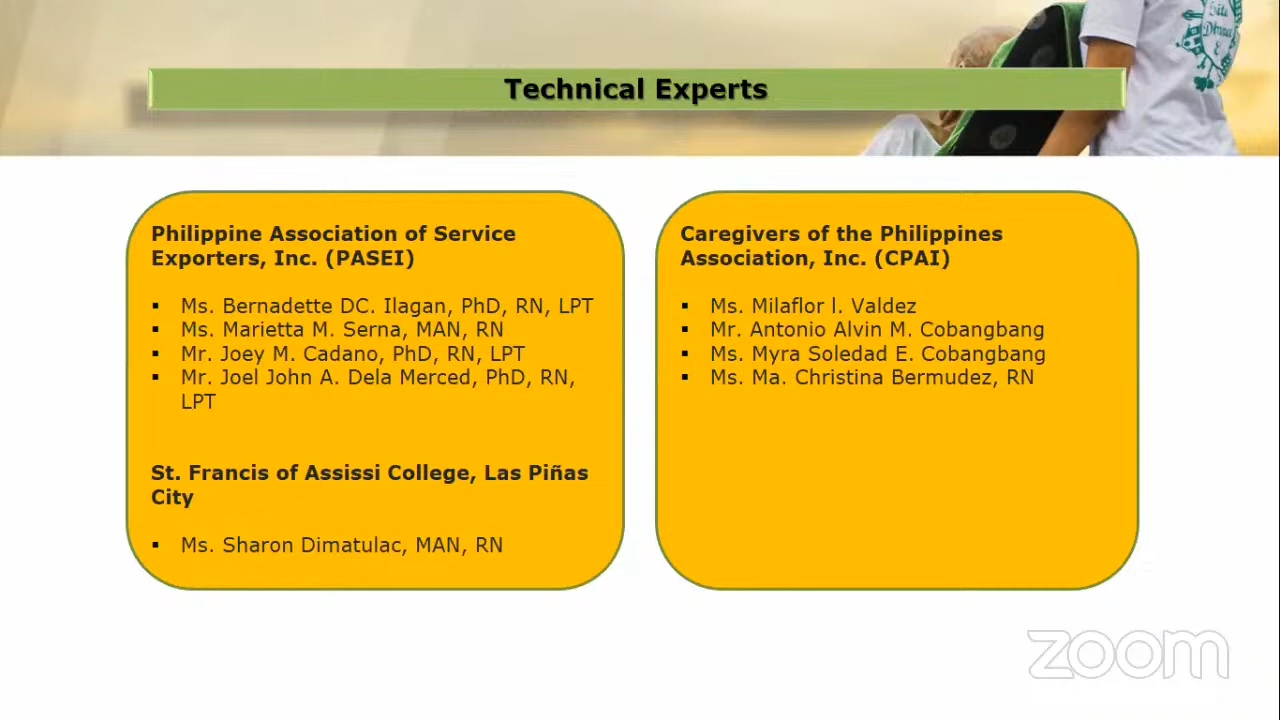 Technical Experts
Philippine Association of Service
Exporters, Inc. (PASEI)
▪ Ms. Bernadette DC. Ilagan, PhD, RN, LPT
▪ Ms. Marietta M. Serna, MAN, RN
▪ Mr. Joey M. Cadano, PhD, RN, LPT
▪ Mr. Joel John A. Dela Merced, PhD, RN,
LPT
St. Francis of Assissi College, Las Piñas
City
▪ Ms. Sharon Dimatulac, MAN, RN
Caregivers of the Philippines
Association, Inc. (CPAI)
▪ Ms. Milaflor l. Valdez
▪ Mr. Antonio Alvin M. Cobangbang
▪ Ms. Myra Soledad E. Cobangbang
▪ Ms. Ma. Christina Bermudez, RN
zoom